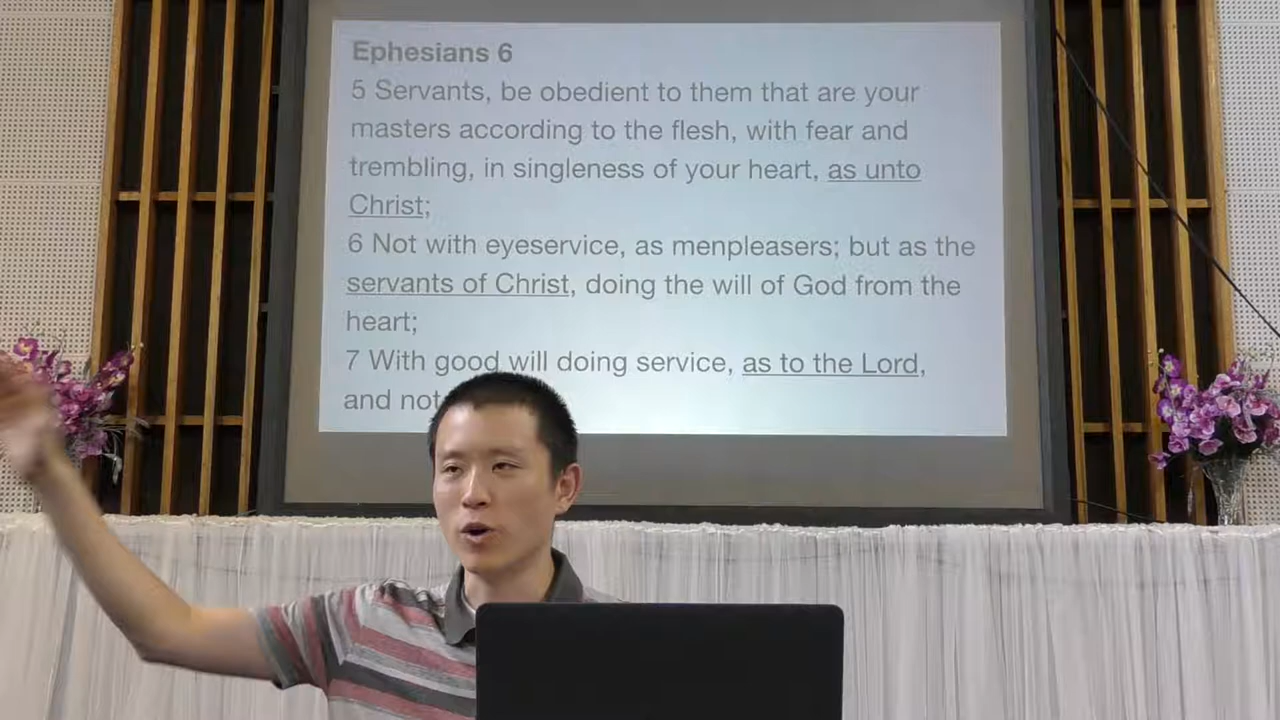 Ephesians 6
5 Servants, be obedient to them that are your
masters according to the flesh, with fear and
trembling, in singleness of your heart, as unto
Christ;
6 Not with eyeservice, as menpleasers; but as the
servants of Christ, doing the will of God from the
heart;
7 With good will doing service, as to the Lord,
and not